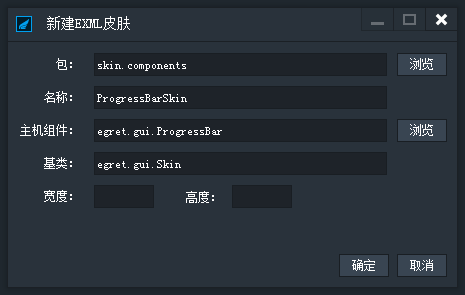 新建EXML皮肤
包: skin.components 浏览
名称: ProgressBarSkin
主机组件: egret.gui.ProgressBar 浏览
基类: egret.gui.Skin
宽度: 高度:
确定 取消